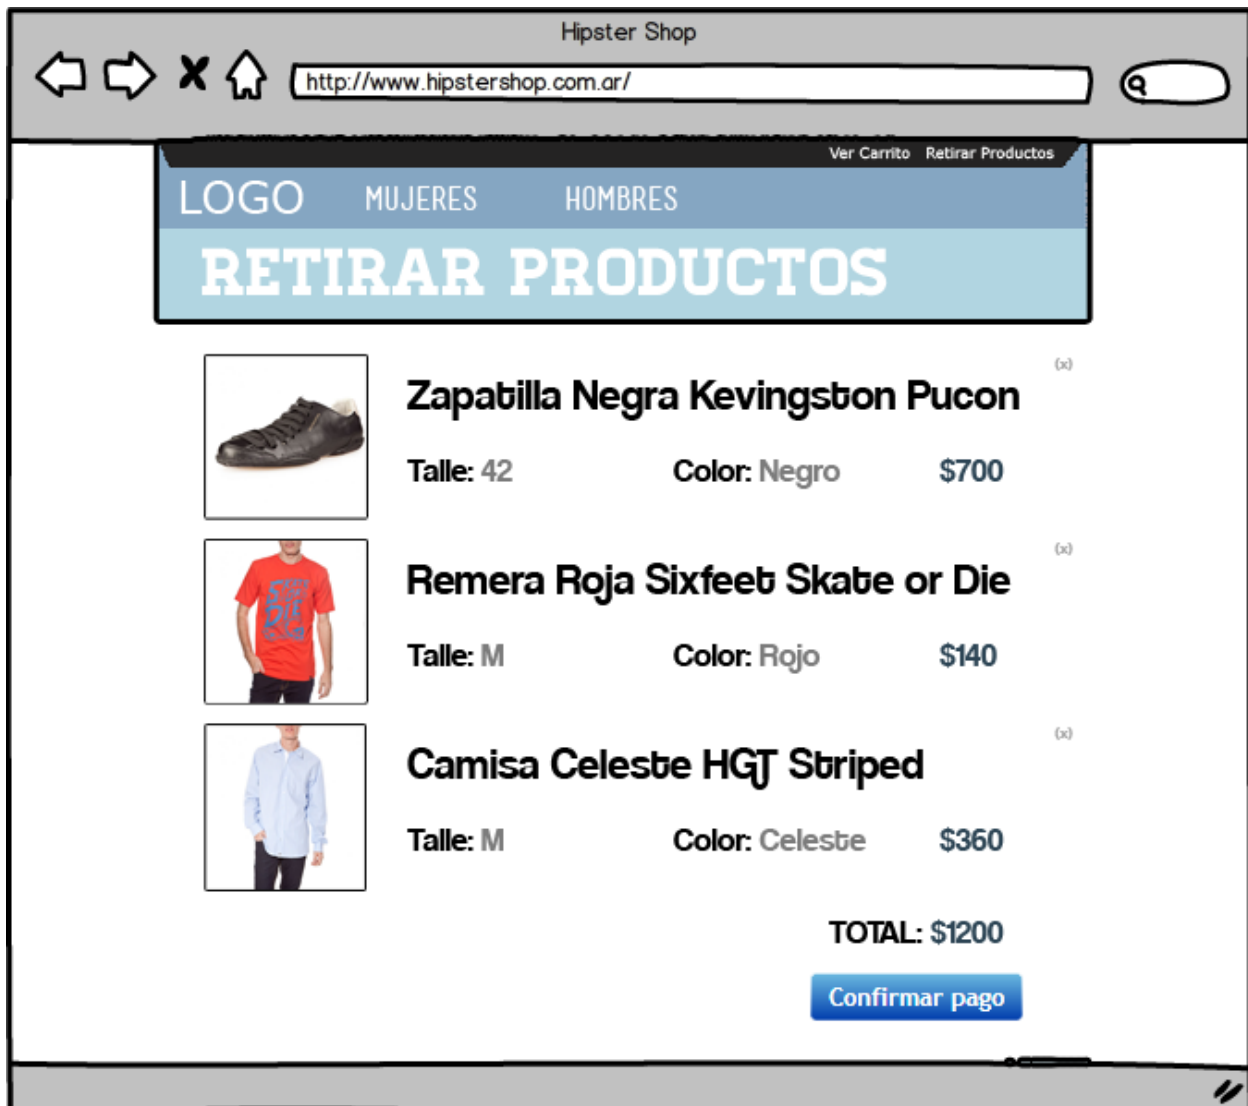 Hipster Shop
http://www.hipstershop.com.ar/
Ver Carrito Retirar Productos
LOGO MUJERES HOMBRES
RETIRAR PRODUCTOS
(x)
Zapatilla Negra Kevingston Pucon
Talle: 42 Color: Negro $700
(x)
Remera Roja Sixfeet Skate or Die
Talle: M Color: Rojo $140
(x)
Camisa Celeste HGT Striped
Talle: M Color: Celeste $360
TOTAL: $1200
Confirmar pago